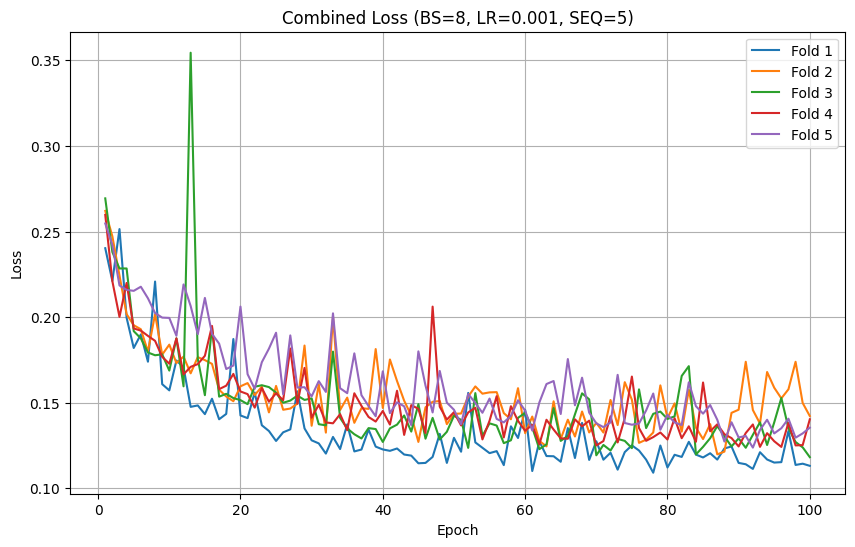 Combined Loss (BS=8, LR=0.001, SEQ=5)
Fold 1
Fold 2
Fold 3
Fold 4
Fold 5
Loss
0.35
0.30
0.25
0.20
0.15
0.10
0
20
40
60
80
100
Epoch